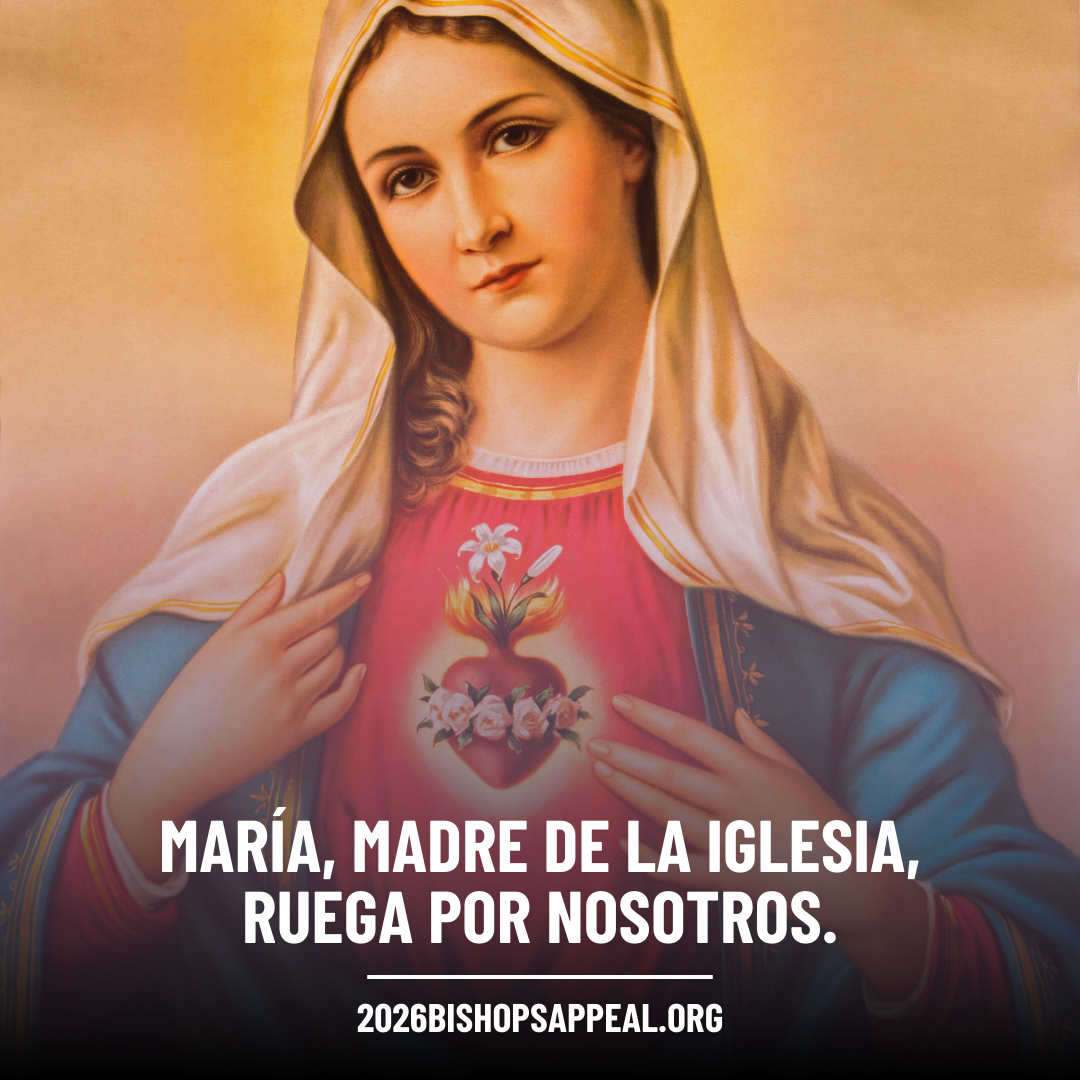 MARÍA, MADRE DE LA IGLESIA,
RUEGA POR NOSOTROS.
2026BISHOPSAPPEAL.ORG